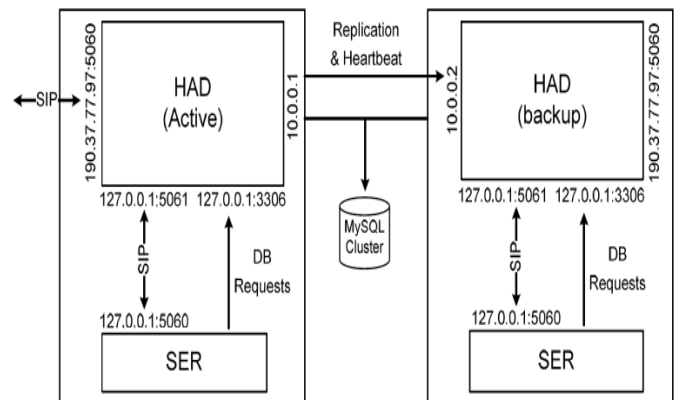 SIP
190.37.77.97:5060
HAD
(Active)
10.0.0.1
127.0.0.1:5061
127.0.0.1:3306
SIP
DB
Requests
127.0.0.1:5060
SER
Replication
& Heartbeat
MySQL
Cluster
10.0.0.2
HAD
(backup)
190.37.77.97:5060
127.0.0.1:5061
127.0.0.1:3306
SIP
DB
Requests
127.0.0.1:5060
SER